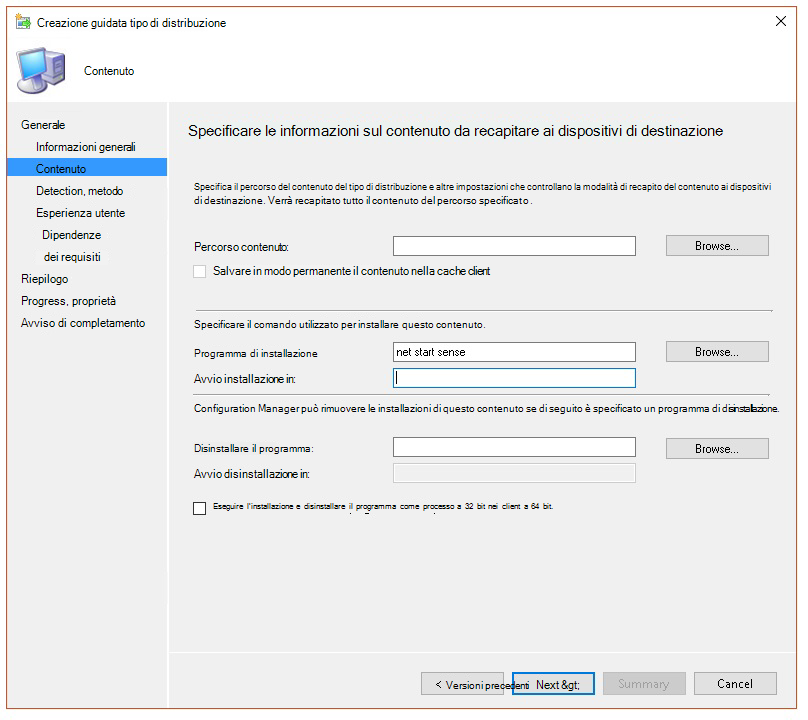 Creazione guidata tipo di distribuzione
Contenuto
Generale
Informazioni generali
Contenuto
Detection, metodo
Esperienza utente
Dipendenze
dei requisiti
Riepilogo
Progress, proprietà
Avviso di completamento
Specificare le informazioni sul contenuto da recapitare ai dispositivi di destinazione
Specifica il percorso del contenuto del tipo di distribuzione e altre impostazioni che controllano la modalità di recapito del contenuto ai dispositivi
di destinazione. Verrà recapitato tutto il contenuto del percorso specificato.
Percorso contenuto:
Browse...
Salvare in modo permanente il contenuto nella cache client
Specificare il comando utilizzato per installare questo contenuto.
Programma di installazione
net start sense
Browse...
Avvio installazione in:
Configuration Manager può rimuovere le installazioni di questo contenuto se di seguito è specificato un programma di disinstallazione.
Disinstallare il programma:
Browse...
Avvio disinstallazione in:
Eseguire l'installazione e disinstallare il programma come processo a 32 bit nei client a 64 bit.
< Versioni precedenti
Next &gt;
Summary
Cancel